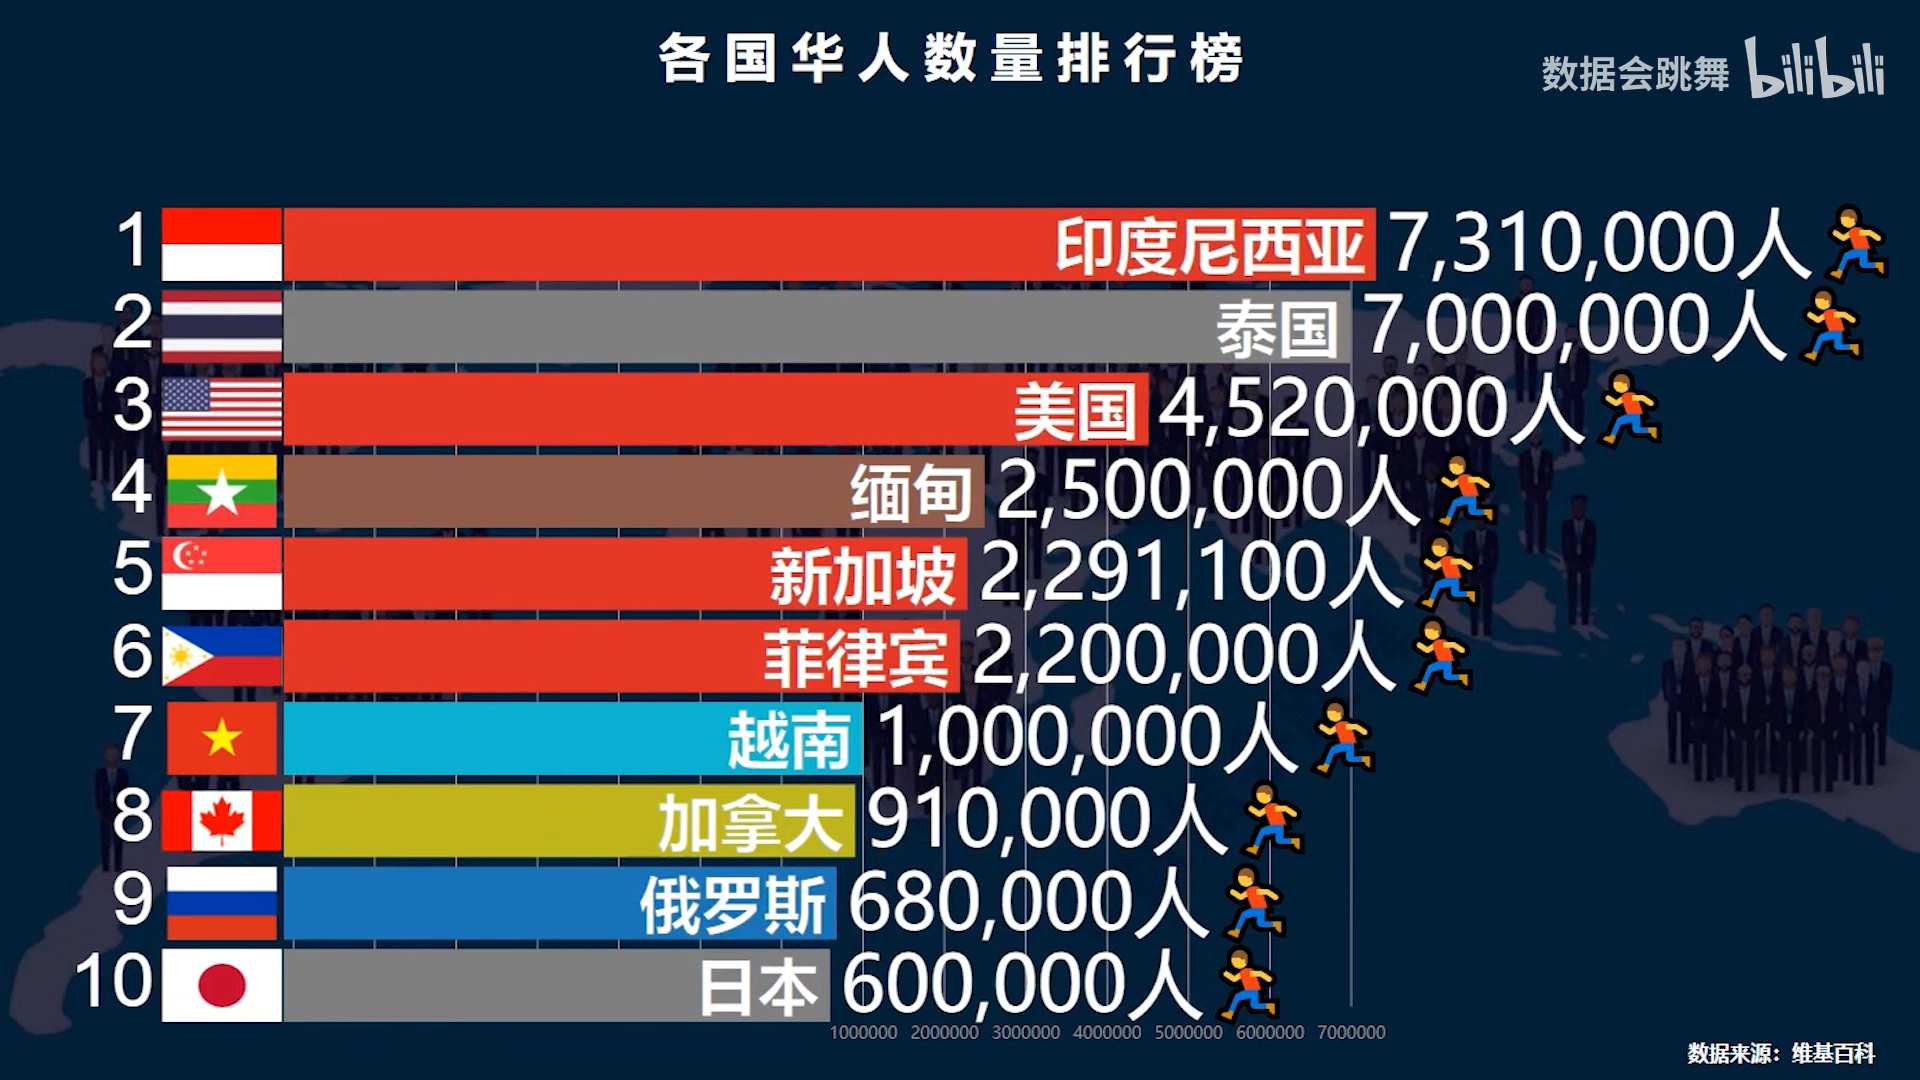 各国华人数量排行榜
数据会跳舞 bilibili
1 印度尼西亚 7,310,000人
2 泰国 7,000,000人
3 美国 4,520,000人
4 缅甸 2,500,000人
5 新加坡 2,291,100人
6 菲律宾 2,200,000人
7 越南 1,000,000人
8 加拿大 910,000人
9 俄罗斯 680,000人
10 日本 600,000人
1000000 2000000 3000000 4000000 5000000 6000000 7000000
数据来源：维基百科